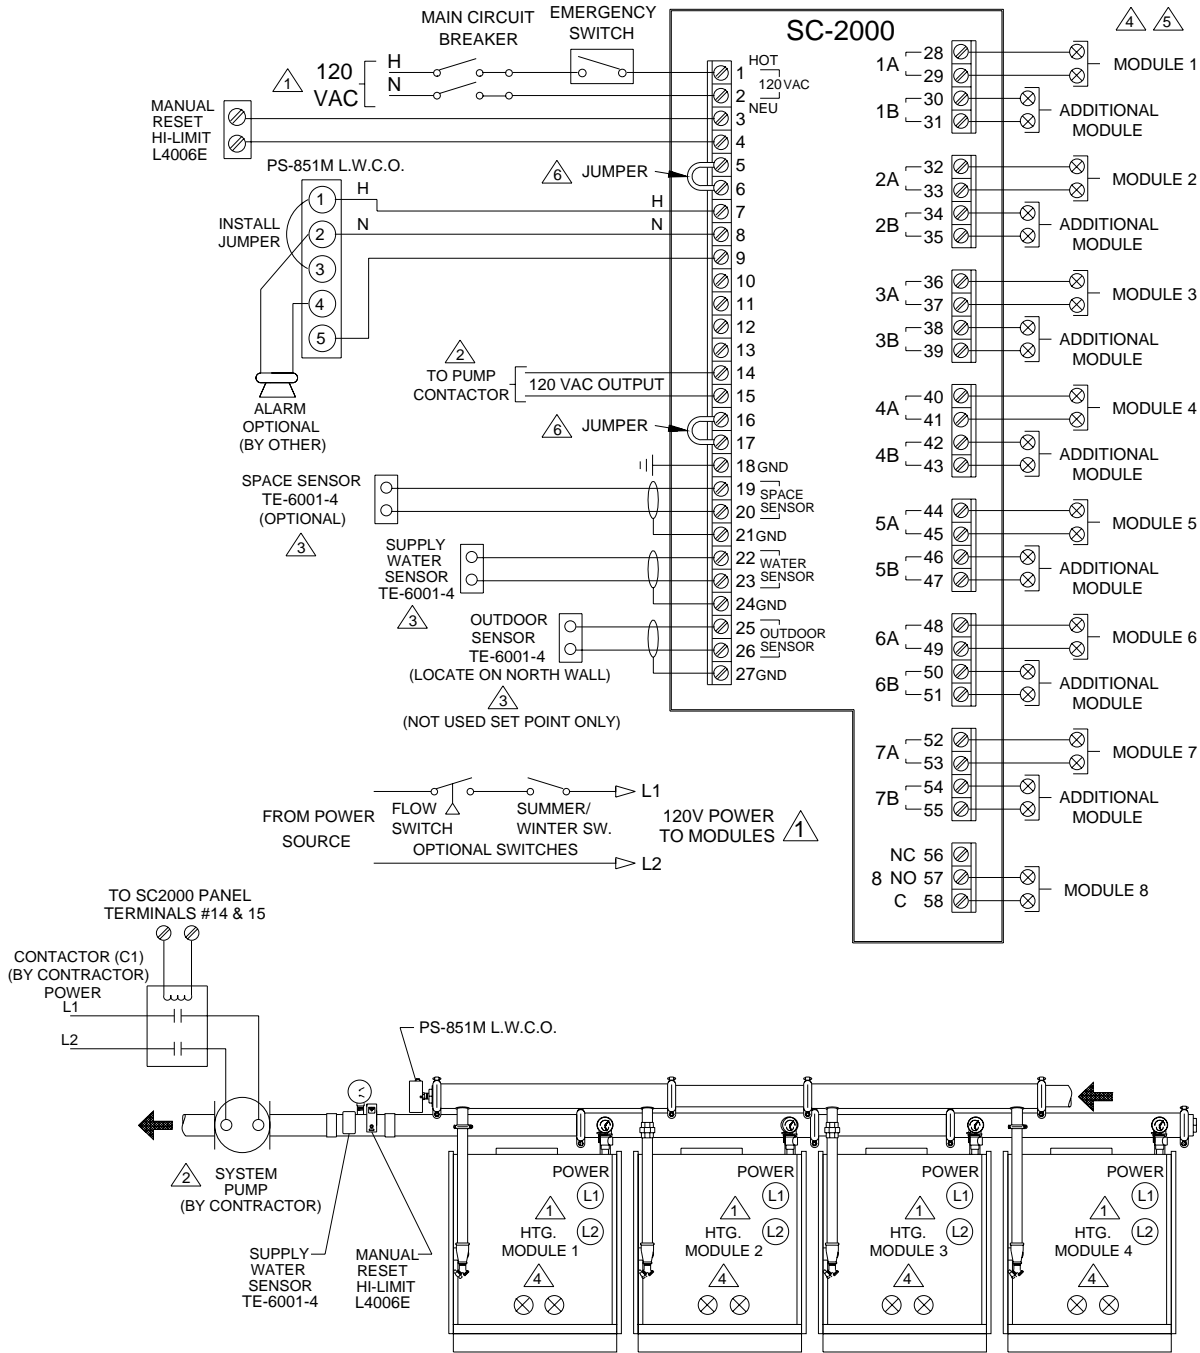 MAIN CIRCUIT
BREAKER
EMERGENCY
SWITCH
SC-2000
4
5
1
120
VAC
H
N
MANUAL
RESET
HI-LIMIT
L4006E
PS-851M L.W.C.O.
H
N
1
2
3
4
5
INSTALL
JUMPER
6
JUMPER
H
N
ALARM
OPTIONAL
(BY OTHER)
2
TO PUMP
CONTACTOR
120 VAC OUTPUT
6
JUMPER
SPACE SENSOR
TE-6001-4
(OPTIONAL)
3
SUPPLY
WATER
SENSOR
TE-6001-4
3
OUTDOOR
SENSOR
TE-6001-4
(LOCATE ON NORTH WALL)
3
(NOT USED SET POINT ONLY)
1
HOT
120VAC
2
NEU
3
4
5
6
7
8
9
10
11
12
13
14
15
16
17
18 GND
19
20
SPACE
SENSOR
21 GND
22
23
WATER
SENSOR
24 GND
25
26
OUTDOOR
SENSOR
27 GND
1A
28
29
MODULE 1
1B
30
31
ADDITIONAL
MODULE
2A
32
33
MODULE 2
2B
34
35
ADDITIONAL
MODULE
3A
36
37
MODULE 3
3B
38
39
ADDITIONAL
MODULE
4A
40
41
MODULE 4
4B
42
43
ADDITIONAL
MODULE
5A
44
45
MODULE 5
5B
46
47
ADDITIONAL
MODULE
6A
48
49
MODULE 6
6B
50
51
ADDITIONAL
MODULE
7A
52
53
MODULE 7
7B
54
55
ADDITIONAL
MODULE
NC 56
8 NO 57
C 58
MODULE 8
FROM POWER
SOURCE
FLOW
SWITCH
SUMMER/
WINTER SW.
OPTIONAL SWITCHES
L1
L2
120V POWER
TO MODULES
1
TO SC2000 PANEL
TERMINALS #14 & 15
CONTACTOR (C1)
(BY CONTRACTOR)
POWER
L1
L2
PS-851M L.W.C.O.
2
SYSTEM
PUMP
(BY CONTRACTOR)
SUPPLY
WATER
SENSOR
TE-6001-4
MANUAL
RESET
HI-LIMIT
L4006E
POWER
L1
L2
1
HTG.
MODULE 1
4
POWER
L1
L2
1
HTG.
MODULE 2
4
POWER
L1
L2
1
HTG.
MODULE 3
4
POWER
L1
L2
1
HTG.
MODULE 4
4